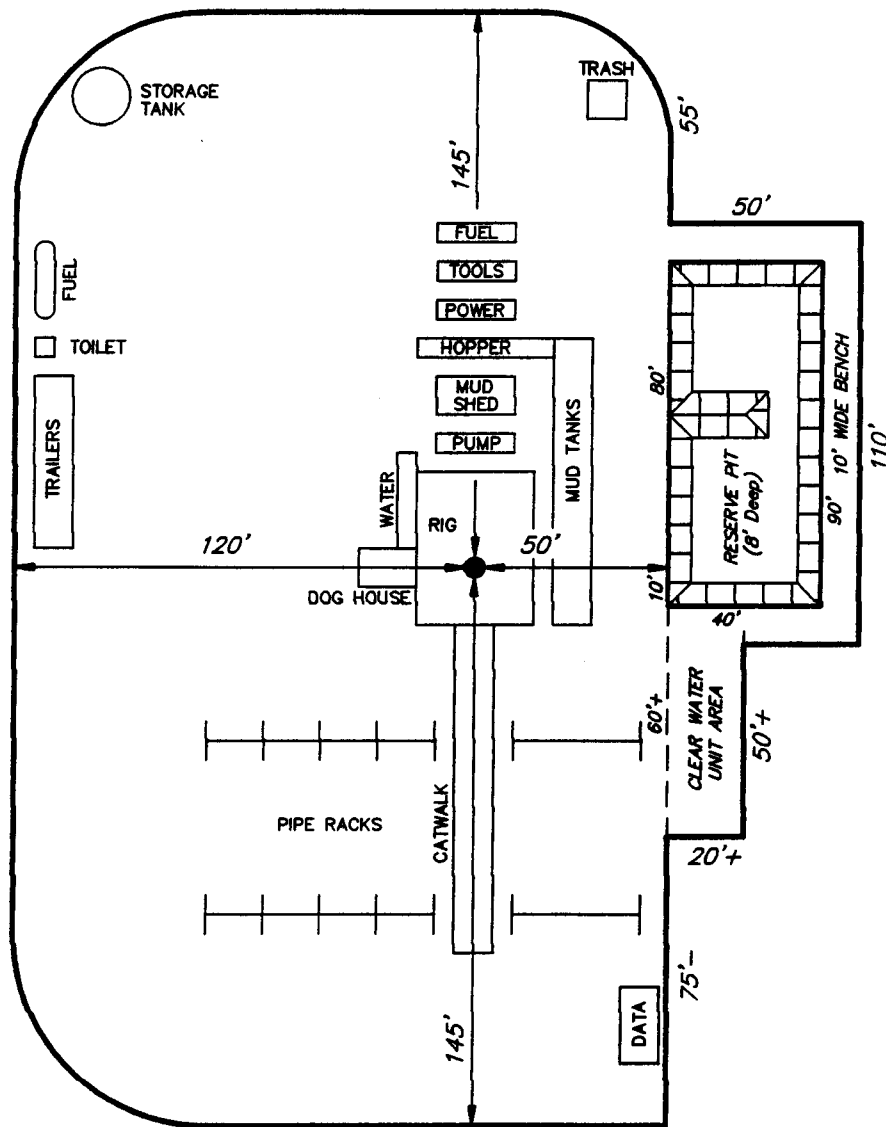 TRASH
STORAGE
TANK
55'
145'
50'
FUEL
FUEL
TOOLS
POWER
TOILET
HOPPER
80'
MUD
SHED
MUD TANKS
10' WIDE BENCH
110'
TRAILERS
PUMP
WATER
RESERVE PIT
(8' Deep)
90'
RIG
120'
50'
DOG HOUSE
10'
40'
60'+
CLEAR WATER
UNIT AREA
50'+
PIPE RACKS
CATWALK
20'+
75'-
145'
DATA